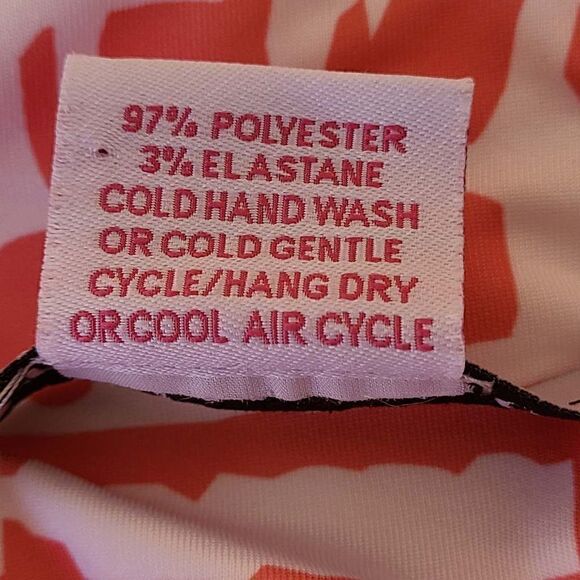 97% POLYESTER
3% ELASTANE
COLD HAND WASH
OR COLD GENTLE
CYCLE/HANG DRY
OR COOL AIR CYCLE